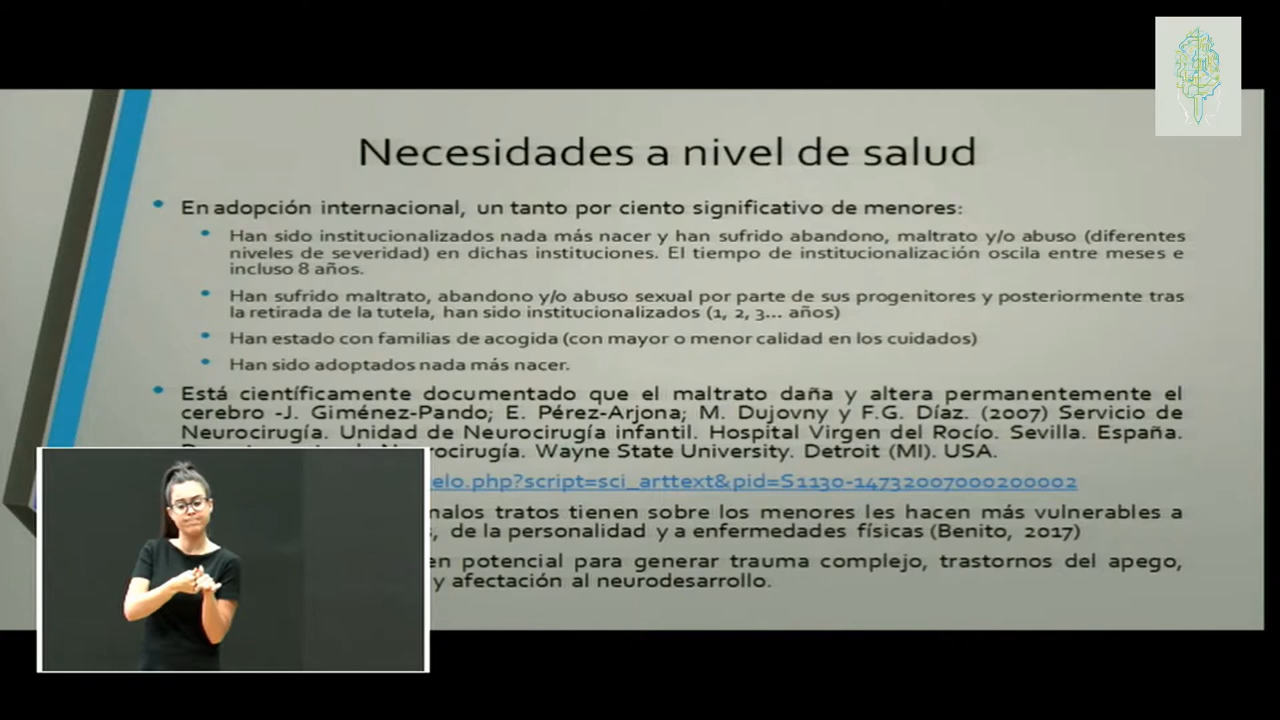 Necesidades a nivel de salud
En adopción internacional, un tanto por ciento significativo de menores:
Han sido institucionalizados nada más nacer y han sufrido abandono, maltrato y/o abuso (diferentes
niveles de severidad) en dichas instituciones. El tiempo de institucionalización oscila entre meses e
incluso 8 años.
Han sufrido maltrato, abandono y/o abuso sexual por parte de sus progenitores y posteriormente tras
la retirada de la tutela, han sido institucionalizados (1, 2, 3... años)
Han estado con familias de acogida (con mayor o menor calidad en los cuidados)
Han sido adoptados nada más nacer.
Está científicamente documentado que el maltrato daña y altera permanentemente el
cerebro -J. Giménez-Pando; E. Pérez-Arjona; M. Dujovny y F.G. Díaz. (2007) Servicio de
Neurocirugía. Unidad de Neurocirugía infantil. Hospital Virgen del Rocío. Sevilla. España.
Wayne State University. Detroit (MI). USA.
elo.php?script=sci_arttext&pid=S1130-14732007000200002
malos tratos tienen sobre los menores les hacen más vulnerables a
de la personalidad y a enfermedades físicas (Benito, 2017)
en potencial para generar trauma complejo, trastornos del apego,
y afectación al neurodesarrollo.